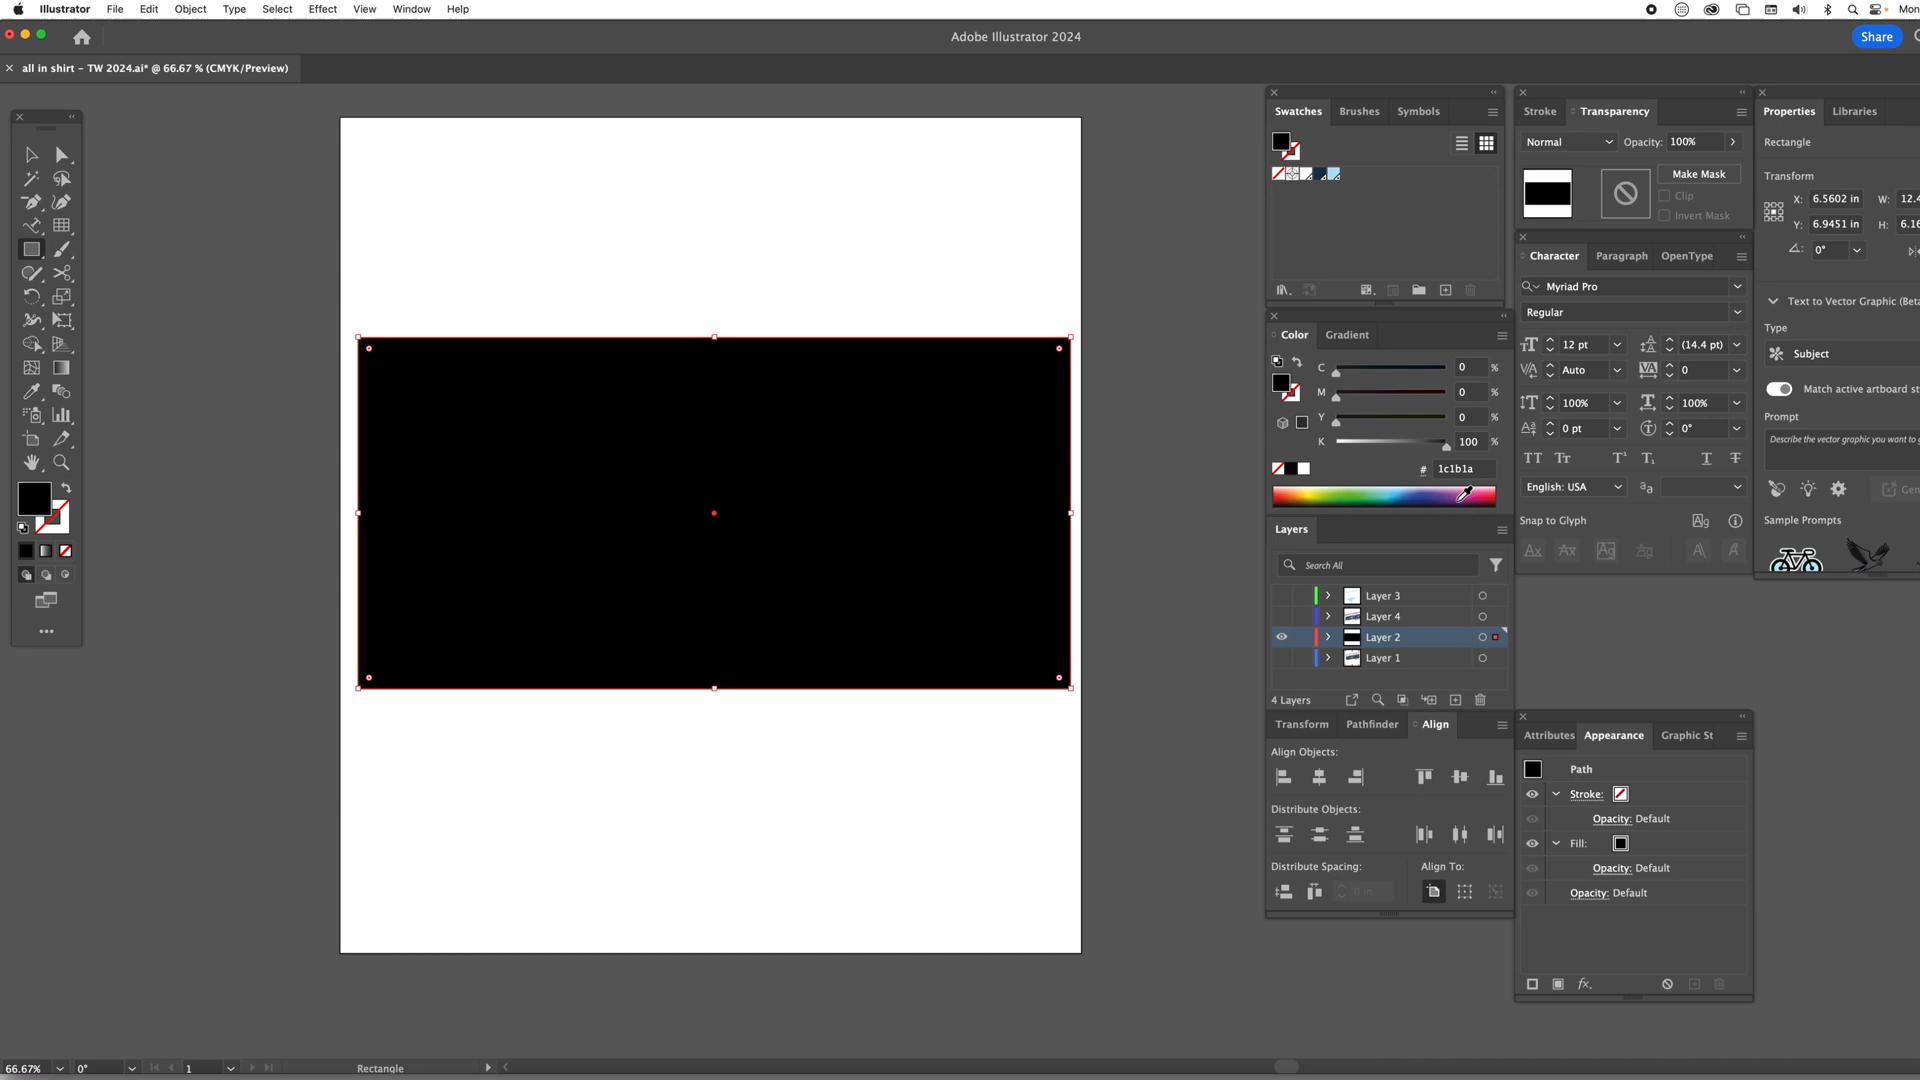 Illustrator File Edit Object Type Select Effect View Window Help
Mon
Adobe Illustrator 2024
Share
all in shirt – TW 2024.ai* @ 66.67 % (CMYK/Preview)
Swatches Brushes Symbols
Stroke Transparency
Normal Opacity: 100%
Make Mask
Clip
Invert Mask
Properties Libraries
Rectangle
Transform
X: 6.5602 in W: 12.4
Y: 6.9451 in H: 6.16
0°
Character Paragraph OpenType
Myriad Pro
Regular
12 pt (14.4 pt)
Auto 0
100% 100%
0 pt 0°
English: USA
Snap to Glyph
Text to Vector Graphic (Beta
Type
Subject
Match active artboard st
Prompt
Describe the vector graphic you want to g
Gen
Sample Prompts
Color Gradient
C 0 %
M 0 %
Y 0 %
K 100 %
# 1c1b1a
Layers
Search All
Layer 3
Layer 4
Layer 2
Layer 1
4 Layers
Transform Pathfinder Align
Align Objects:
Distribute Objects:
Distribute Spacing: Align To:
0 in
Attributes Appearance Graphic St
Path
Stroke:
Opacity: Default
Fill:
Opacity: Default
Opacity: Default
66.67% 0° 1 Rectangle